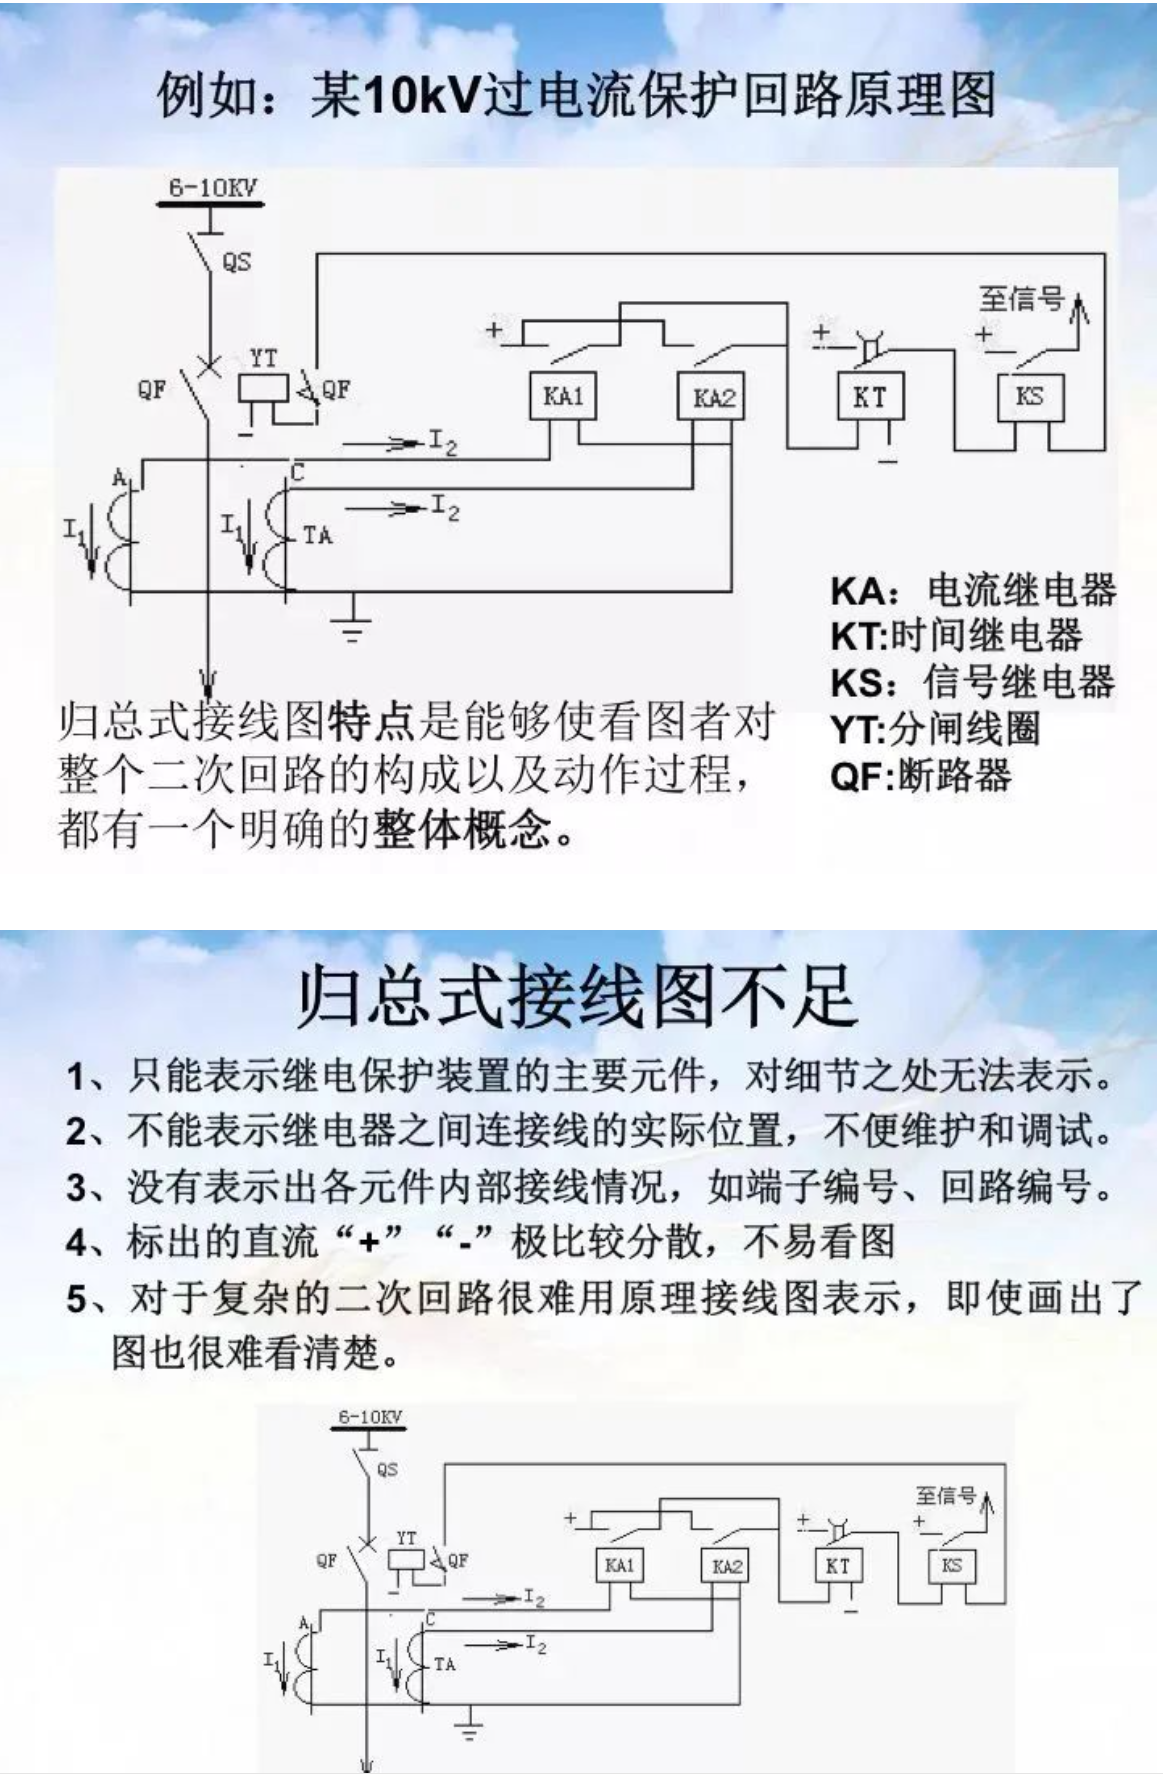 例如：某10kV过电流保护回路原理图
6-10KV
QS
至信号
+
+
+
YT
QF
QF
KA1
KA2
KT
KS
-
-
I₂
A
C
I₁
I₁
TA
I₂
KA：电流继电器
KT:时间继电器
KS：信号继电器
YT:分闸线圈
QF:断路器
归总式接线图特点是能够使看图者对
整个二次回路的构成以及动作过程，
都有一个明确的整体概念。
归总式接线图不足
1、只能表示继电保护装置的主要元件，对细节之处无法表示。
2、不能表示继电器之间连接线的实际位置，不便维护和调试。
3、没有表示出各元件内部接线情况，如端子编号、回路编号。
4、标出的直流“+”“-”极比较分散，不易看图
5、对于复杂的二次回路很难用原理接线图表示，即使画出了
图也很难看清楚。
6-10KV
QS
至信号
+
+
+
YT
QF
QF
KA1
KA2
KT
KS
-
-
I₂
A
C
I₁
I₁
TA
I₂